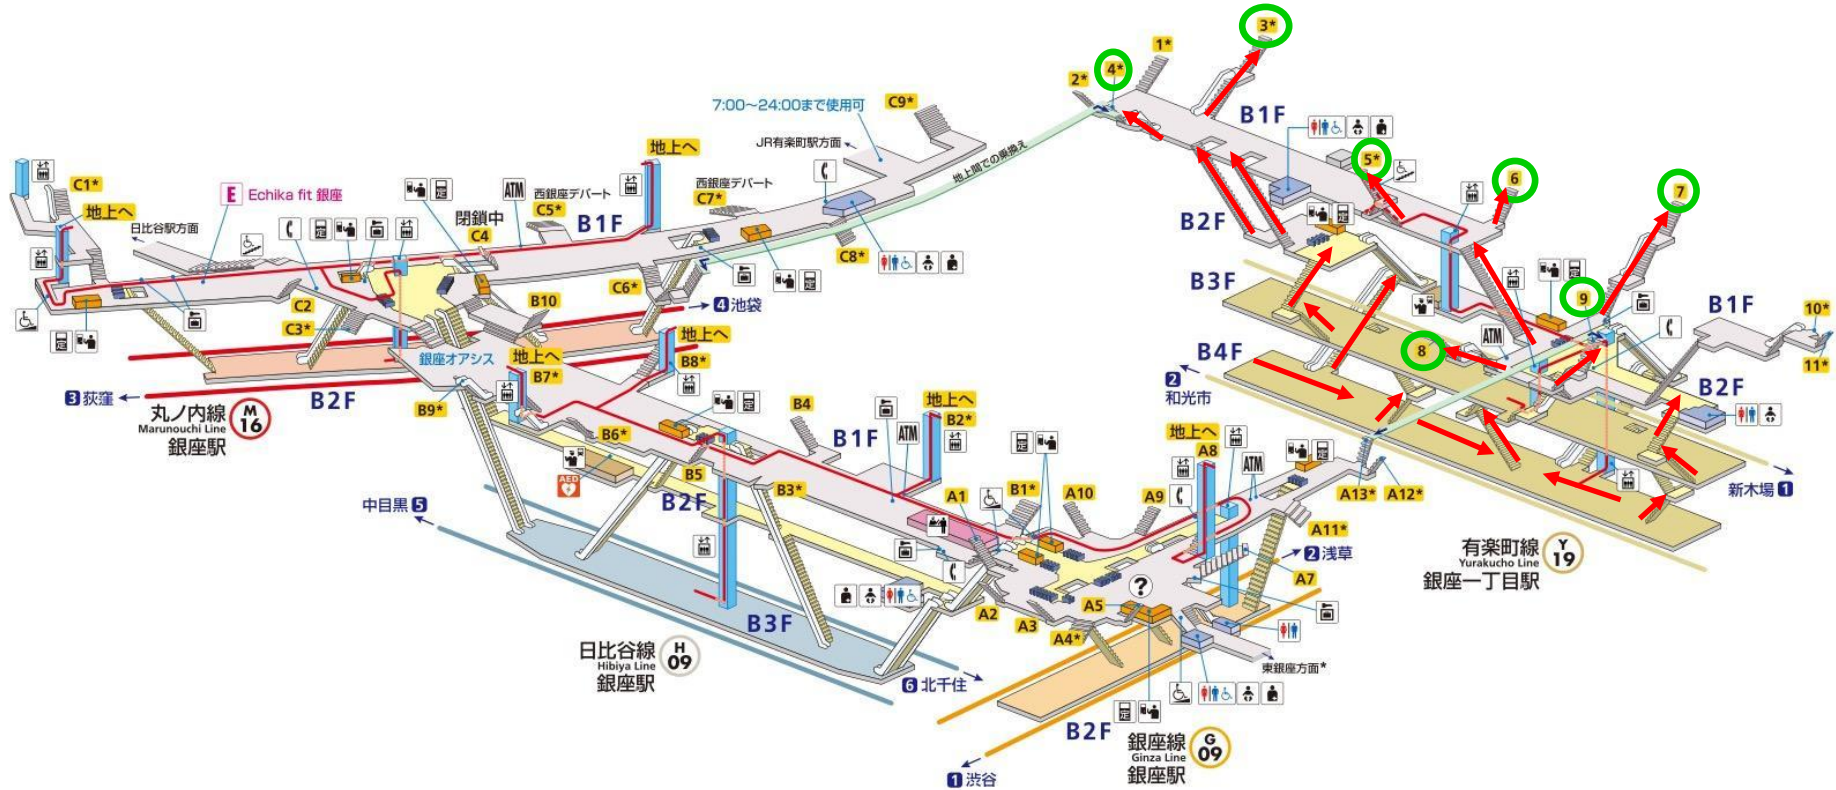 3*
1*
4*
2*
7:00～24:00まで使用可
C9*
B1F
JR有楽町駅方面
地上へ
地上間での乗換え
5*
6
7
C1*
E Echika fit 銀座
ATM
西銀座デパート
C5*
西銀座デパート
C7*
地上へ
日比谷駅方面
閉鎖中
C4
B1F
B2F
C8*
B3F
9
B1F
10*
11*
C2
C3*
B10
C6*
4 池袋
地上へ
銀座オアシス
地上へ
B7*
B8*
8
ATM
B4F
2
和光市
B2F
3 荻窪
丸ノ内線
Marunouchi Line
銀座駅
M
16
B2F
B9*
B6*
B4
B1F
ATM
地上へ
B2*
地上へ
A8
ATM
AED
B5
B2F
B3*
A1
B1*
A10
A9
A13*
A12*
新木場 1
中目黒 5
A11*
2 浅草
有楽町線
Yurakucho Line
銀座一丁目駅
Y
19
A7
?
A2
A3
A5
A4*
B3F
日比谷線
Hibiya Line
銀座駅
H
09
東銀座方面*
6 北千住
B2F
銀座線
Ginza Line
銀座駅
G
09
1 渋谷